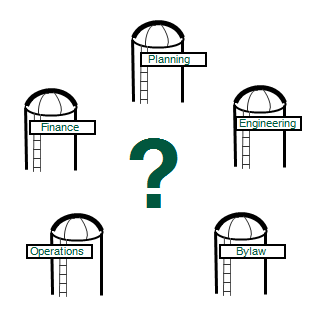 Planning
Finance
Engineering
?
Operations
Bylaw